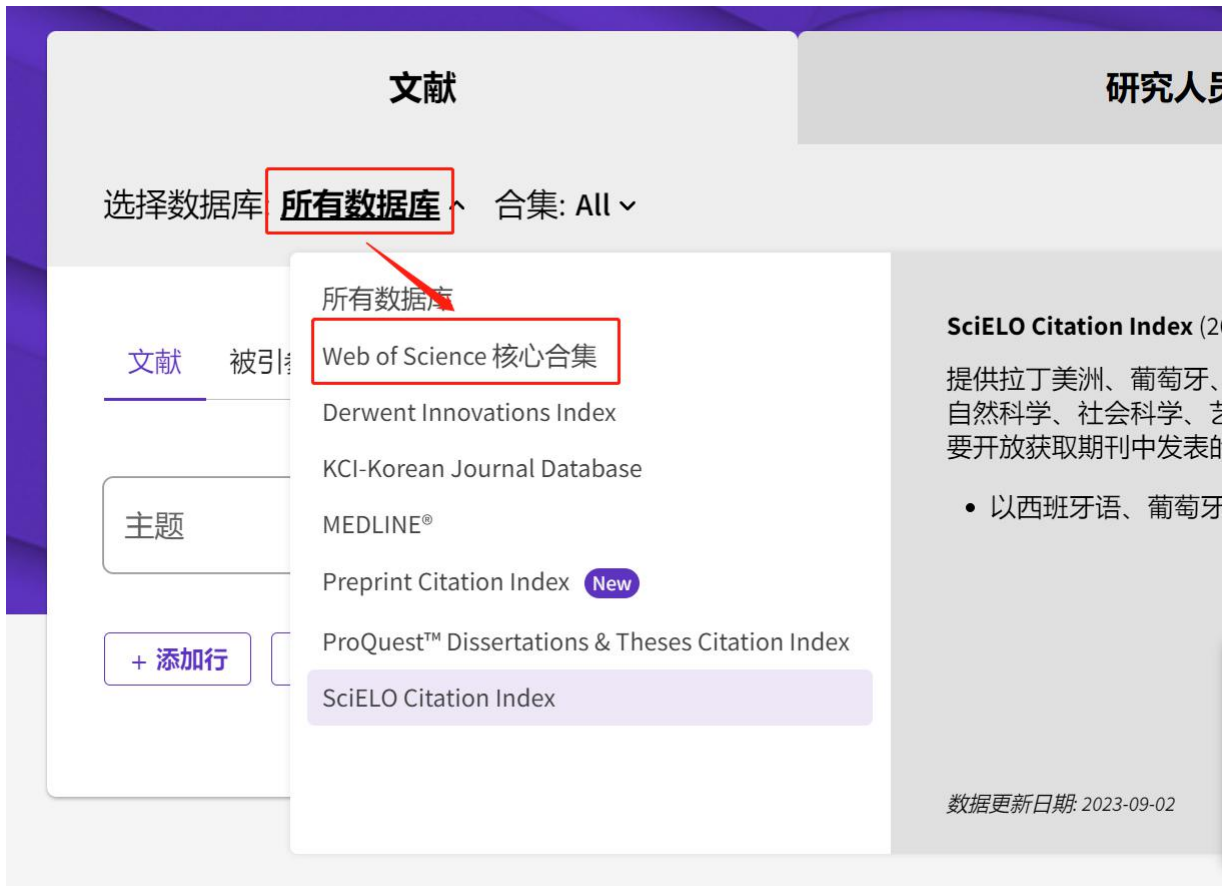 文献
研究人员
选择数据库: 所有数据库 合集: All
所有数据库
Web of Science 核心合集
Derwent Innovations Index
KCI-Korean Journal Database
MEDLINE®
Preprint Citation Index New
ProQuest™ Dissertations & Theses Citation Index
SciELO Citation Index
文献 被引
主题
+ 添加行
SciELO Citation Index (20
提供拉丁美洲、葡萄牙、
自然科学、社会科学、艺
要开放获取期刊中发表的
• 以西班牙语、葡萄牙
数据更新日期: 2023-09-02